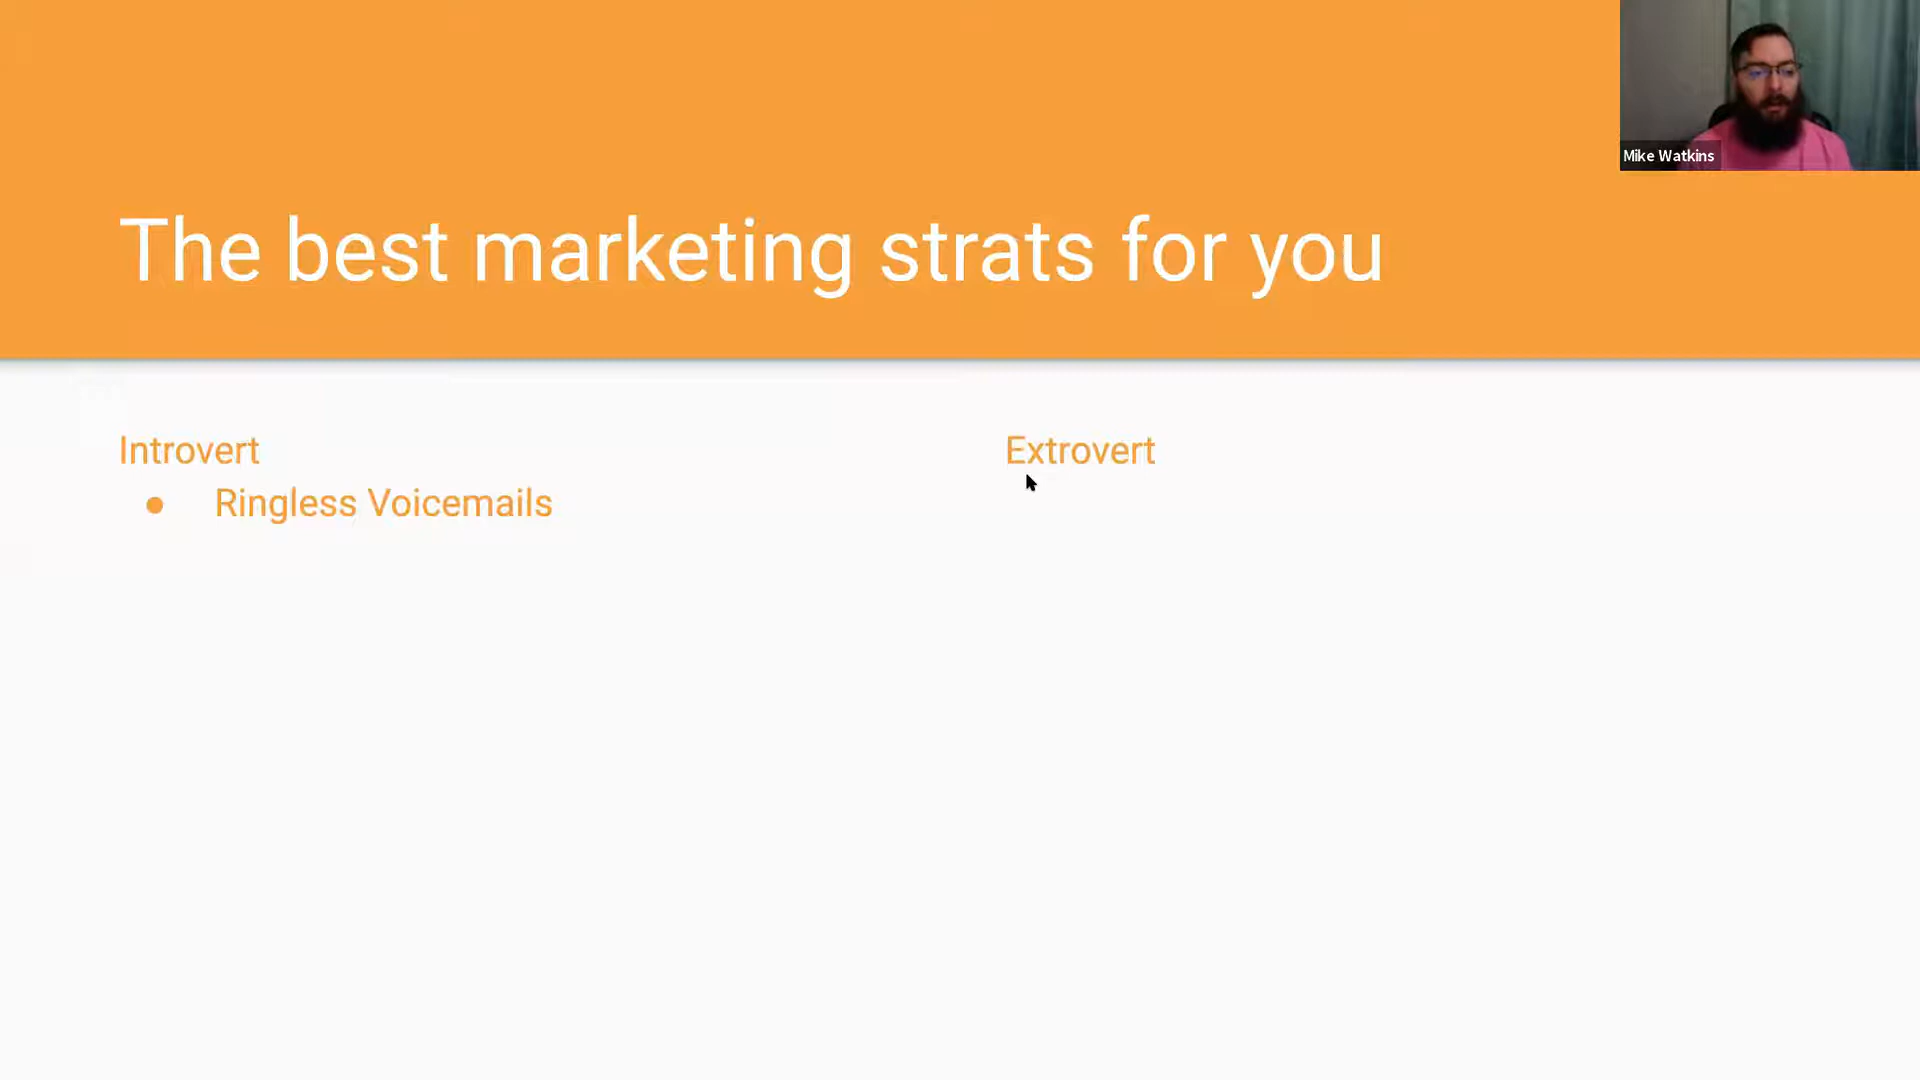 Mike Watkins
The best marketing strats for you
Introvert
● Ringless Voicemails
Extrovert